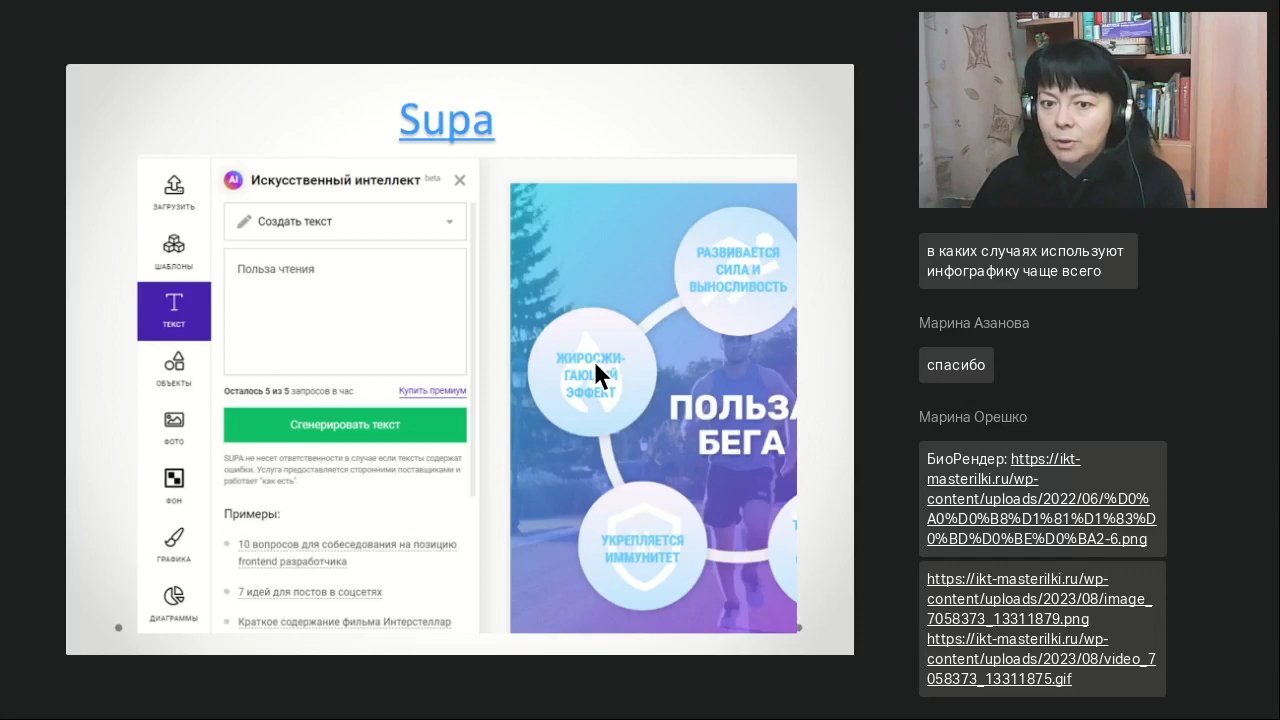 Supa
ЗАГРУЗИТЬ
ШАБЛОНЫ
ТЕКСТ
ОБЪЕКТЫ
ФОТО
ФОН
ГРАФИКА
ДИАГРАММЫ
AI Искусственный интеллект beta
Создать текст
Польза чтения
Осталось 5 из 5 запросов в час Купить премиум
Сгенерировать текст
SUPA не несет ответственности в случае если тексты содержат
ошибки. Услуга предоставляется сторонними поставщиками и
работает "как есть".
Примеры:
10 вопросов для собеседования на позицию
frontend разработчика
7 идей для постов в соцсетях
Краткое содержание фильма Интерстеллар
РАЗВИВАЕТСЯ
СИЛА И
ВЫНОСЛИВОСТЬ
ЖИРОСЖИ-
ГАЮЩИЙ
ЭФФЕКТ
ПОЛЬЗА
БЕГА
УКРЕПЛЯЕТСЯ
ИММУНИТЕТ
в каких случаях используют
инфографику чаще всего
Марина Азанова
спасибо
Марина Орешко
БиоРендер: https://ikt-
masterilki.ru/wp-
content/uploads/2022/06/%D0%
A0%D0%B8%D1%81%D1%83%D
0%BD%D0%BE%D0%BA2-6.png
https://ikt-masterilki.ru/wp-
content/uploads/2023/08/image_
7058373_13311879.png
https://ikt-masterilki.ru/wp-
content/uploads/2023/08/video_7
058373_13311875.gif